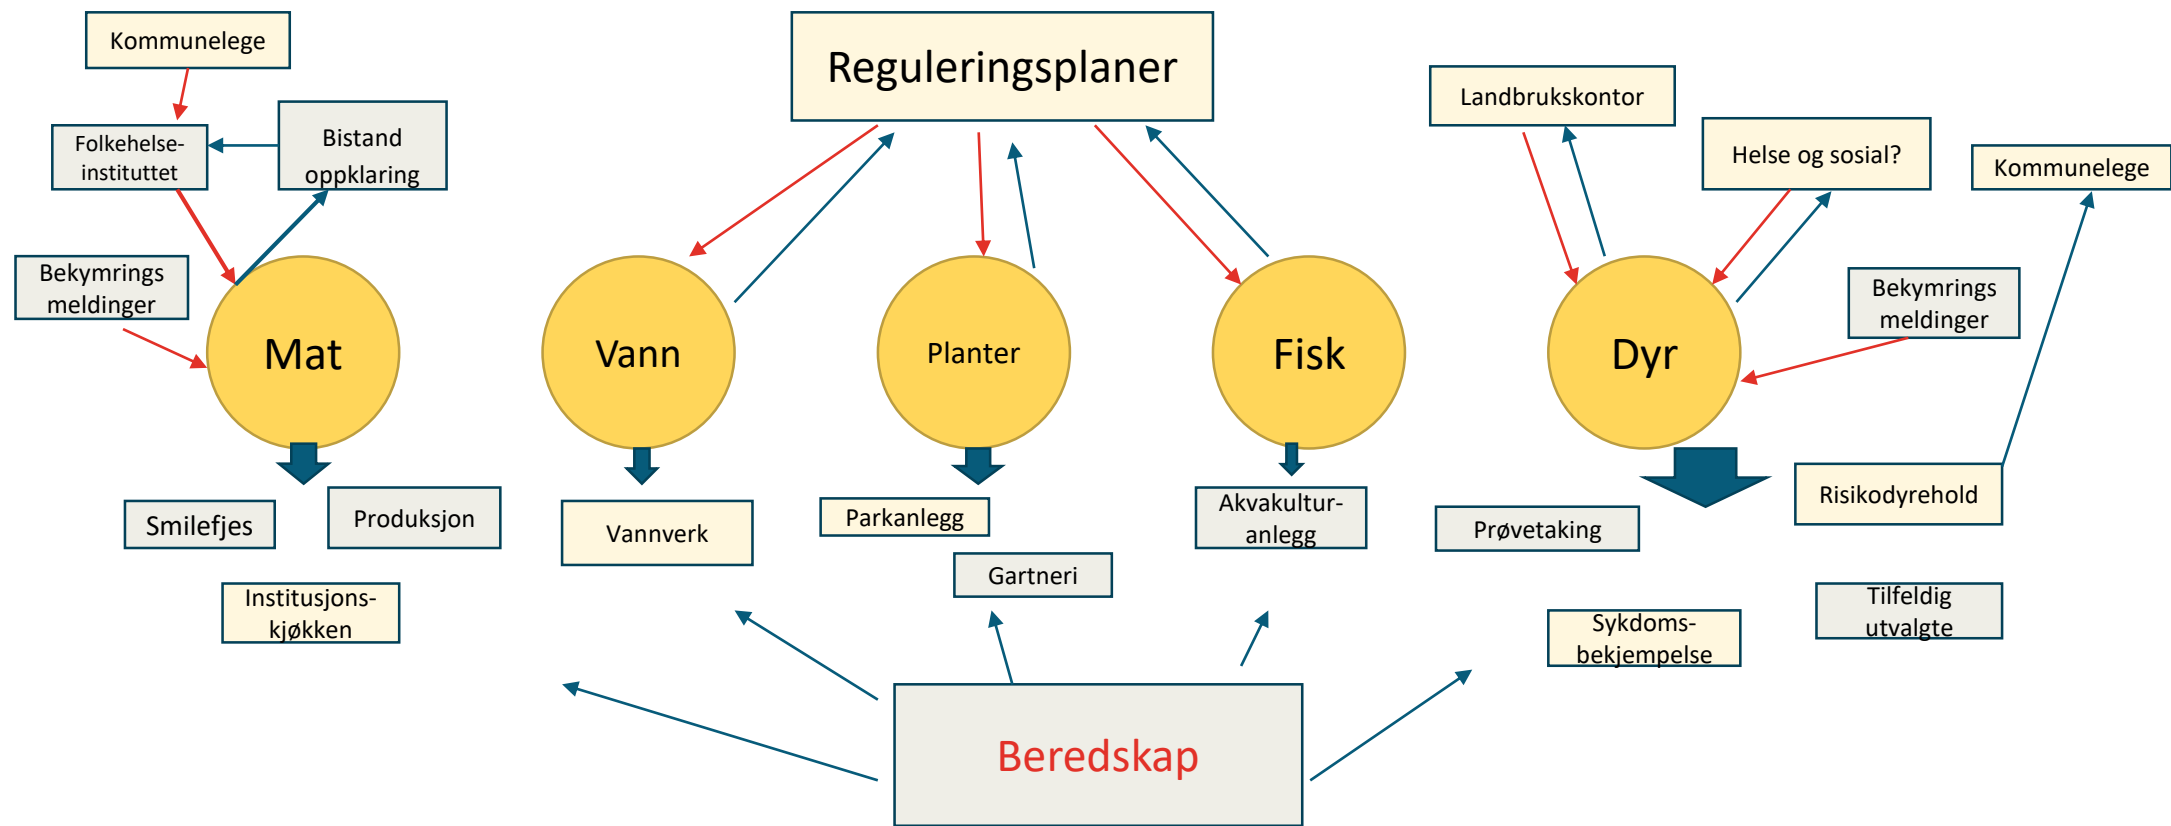 Kommunelege
Reguleringsplaner
Landbrukskontor
Folkehelse-
instituttet
Bistand
oppklaring
Helse og sosial?
Kommunelege
Bekymrings
meldinger
Bekymrings
meldinger
Mat
Vann
Planter
Fisk
Dyr
Smilefjes
Produksjon
Vannverk
Parkanlegg
Gartneri
Akvakultur-
anlegg
Prøvetaking
Risikodyrehold
Institusjons-
kjøkken
Sykdoms-
bekjempelse
Tilfeldig
utvalgte
Beredskap